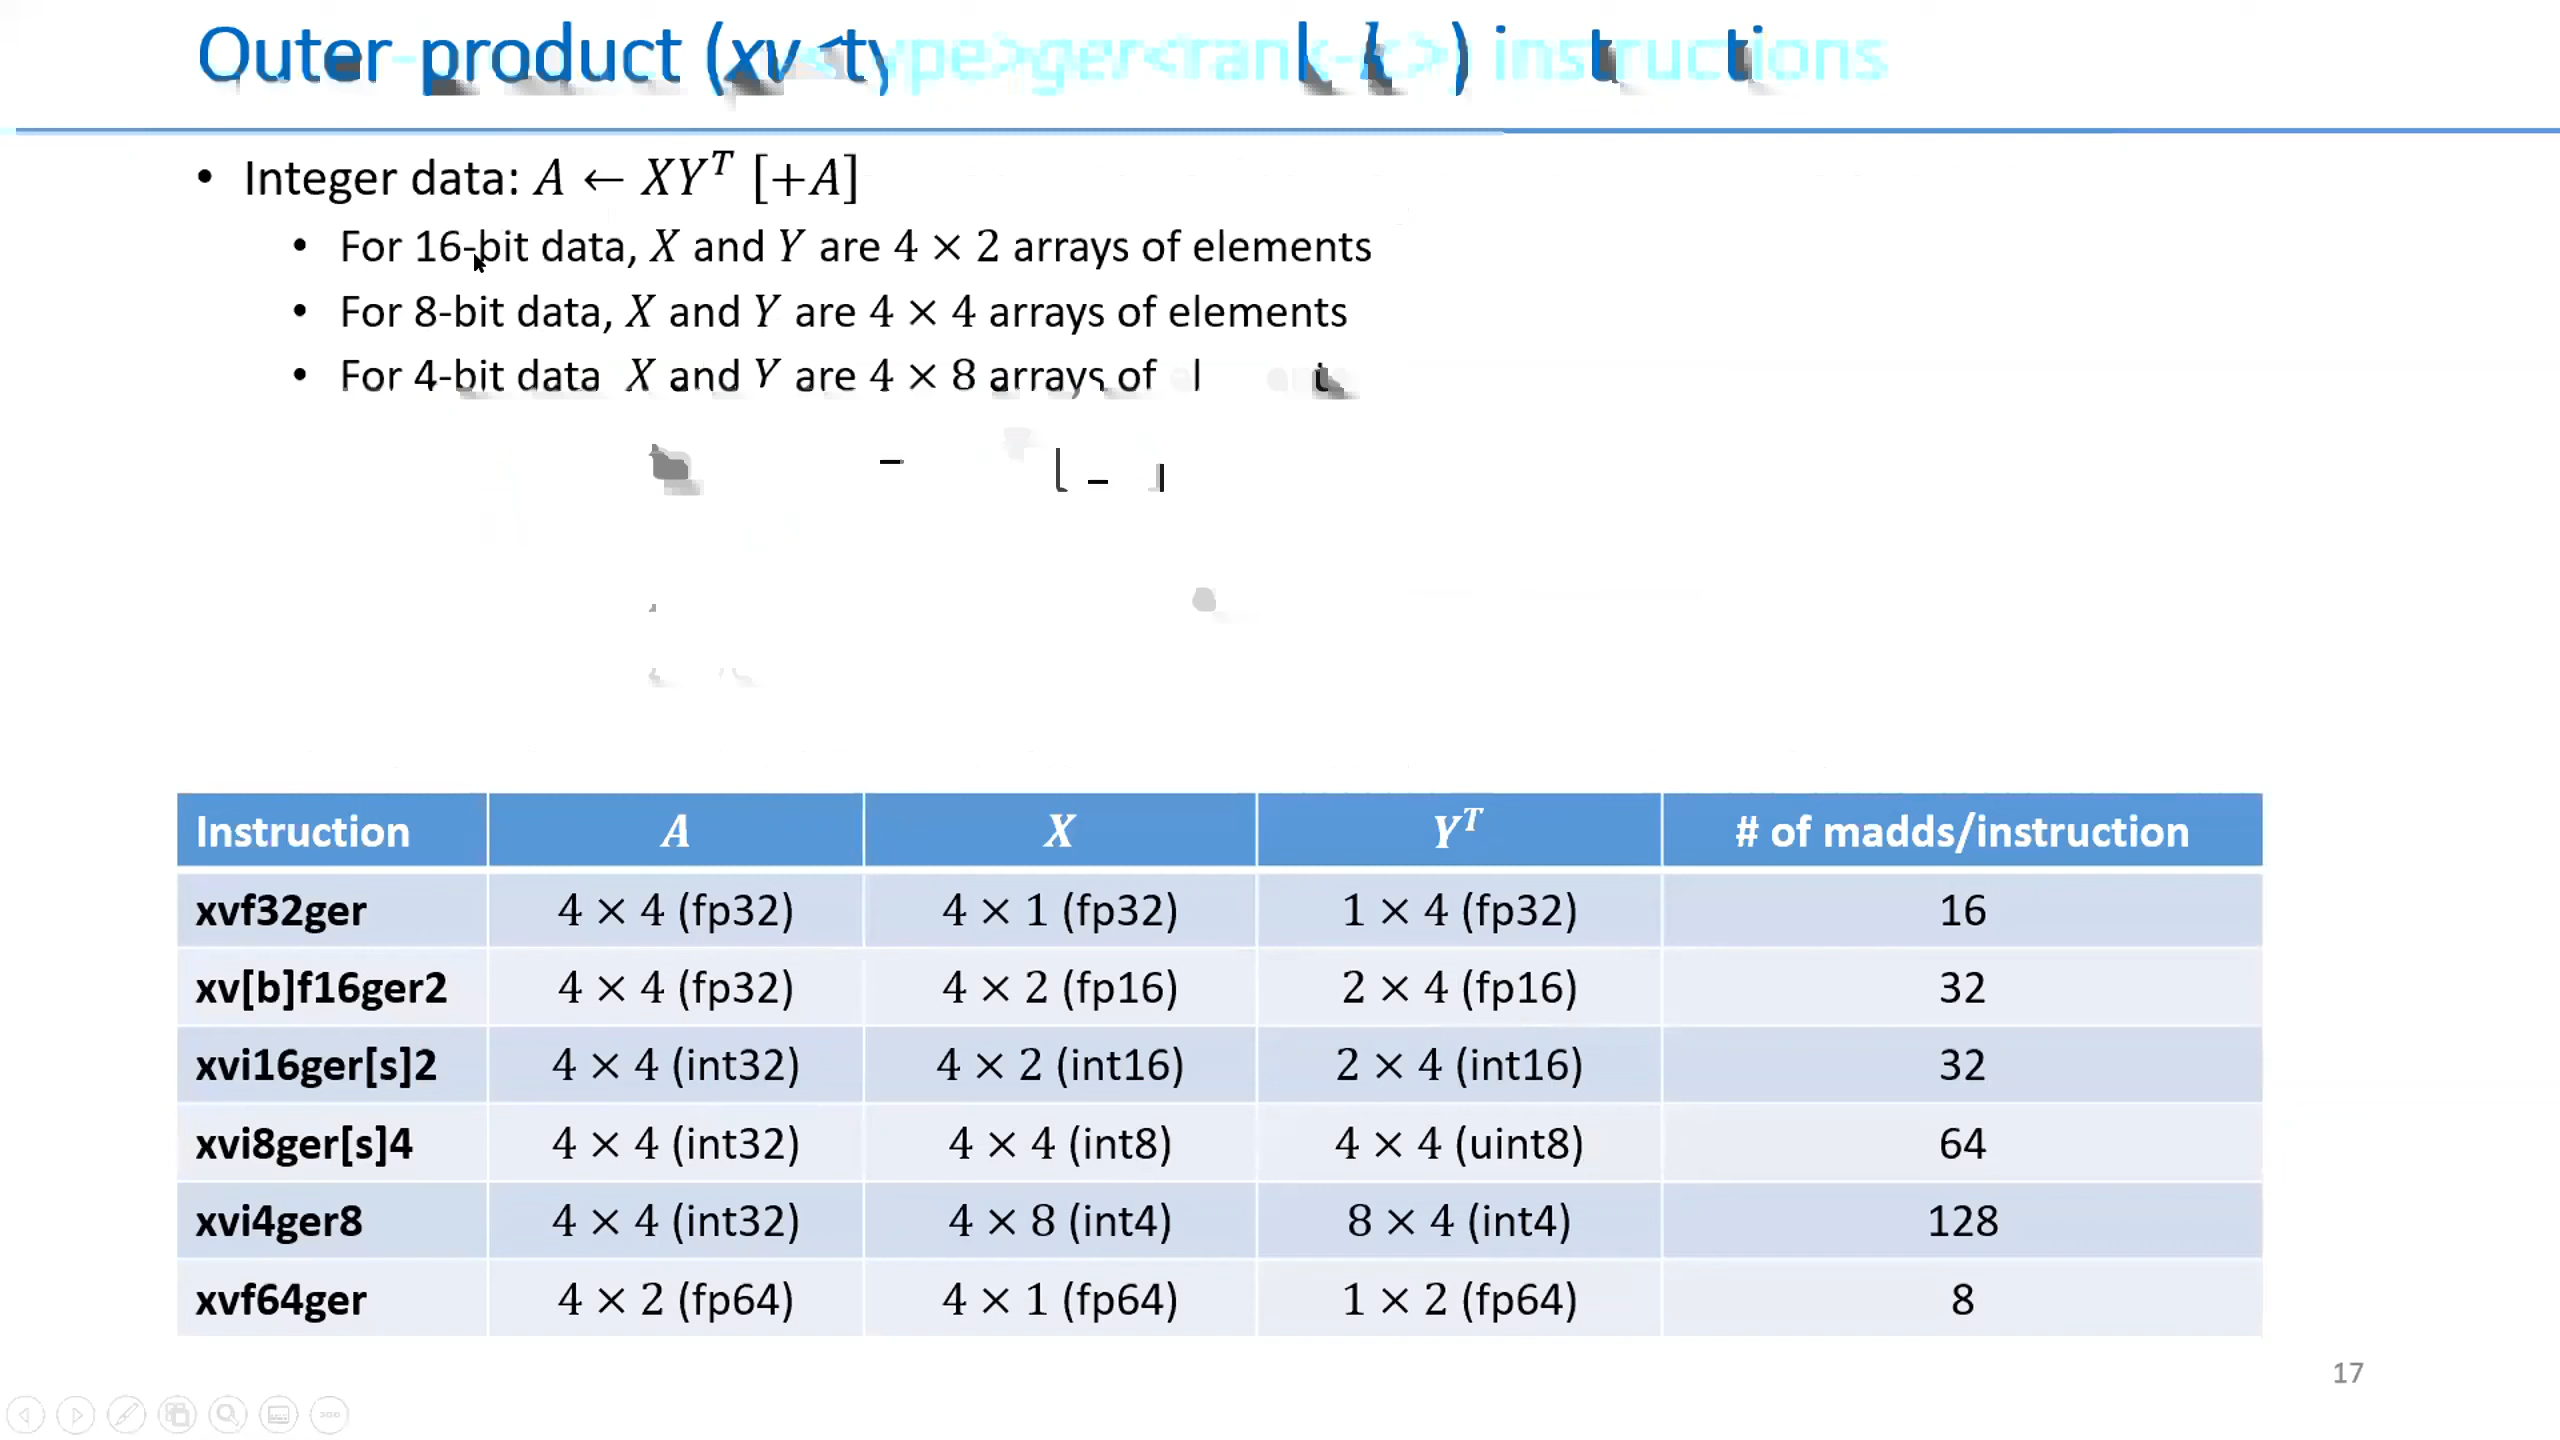 Outer-product (xv<type>ger<rank-k>) instructions
• Integer data: A ← XYᵀ [+A]
• For 16-bit data, X and Y are 4 × 2 arrays of elements
• For 8-bit data, X and Y are 4 × 4 arrays of elements
• For 4-bit data X and Y are 4 × 8 arrays of
Instruction A X Yᵀ # of madds/instruction
xvf32ger 4 × 4 (fp32) 4 × 1 (fp32) 1 × 4 (fp32) 16
xv[b]f16ger2 4 × 4 (fp32) 4 × 2 (fp16) 2 × 4 (fp16) 32
xvi16ger[s]2 4 × 4 (int32) 4 × 2 (int16) 2 × 4 (int16) 32
xvi8ger[s]4 4 × 4 (int32) 4 × 4 (int8) 4 × 4 (uint8) 64
xvi4ger8 4 × 4 (int32) 4 × 8 (int4) 8 × 4 (int4) 128
xvf64ger 4 × 2 (fp64) 4 × 1 (fp64) 1 × 2 (fp64) 8
17